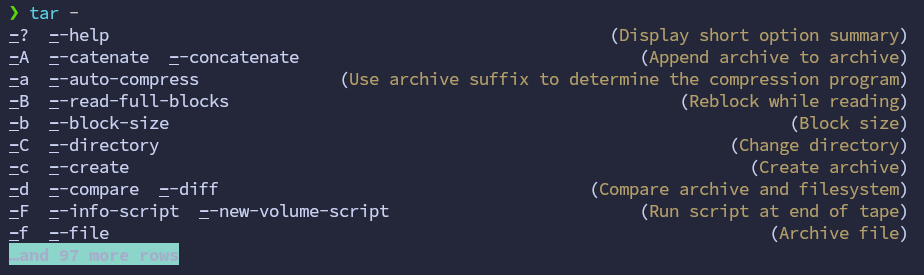 ❯ tar -
-? --help (Display short option summary)
-A --catenate --concatenate (Append archive to archive)
-a --auto-compress (Use archive suffix to determine the compression program)
-B --read-full-blocks (Reblock while reading)
-b --block-size (Block size)
-C --directory (Change directory)
-c --create (Create archive)
-d --compare --diff (Compare archive and filesystem)
-F --info-script --new-volume-script (Run script at end of tape)
-f --file (Archive file)
…and 97 more rows